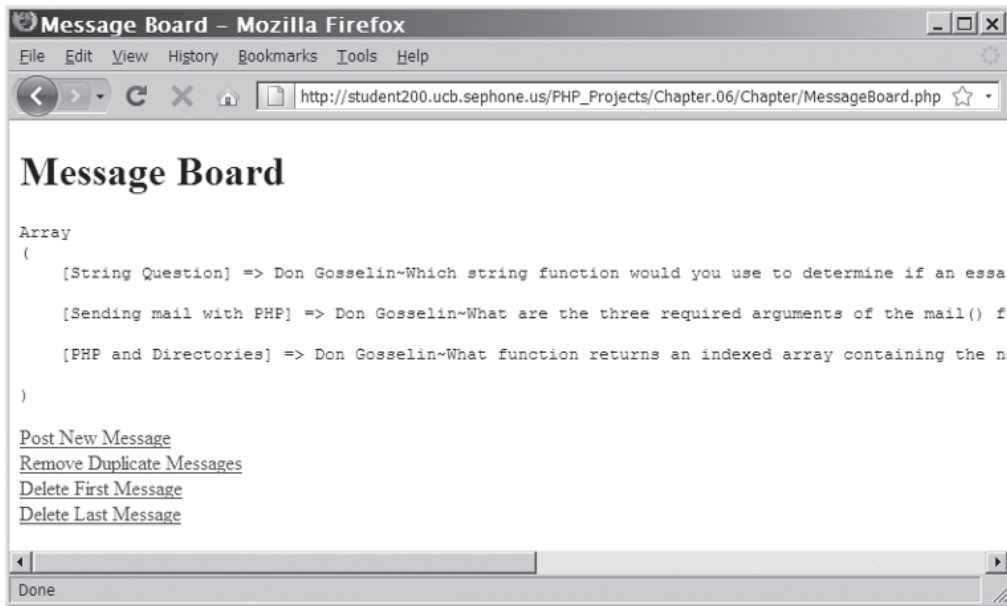 Message Board – Mozilla Firefox
File Edit View History Bookmarks Tools Help
http://student200.ucb.sephone.us/PHP_Projects/Chapter.06/Chapter/MessageBoard.php
Message Board
Array
(
[String Question] => Don Gosselin~Which string function would you use to determine if an essa
[Sending mail with PHP] => Don Gosselin~What are the three required arguments of the mail() f
[PHP and Directories] => Don Gosselin~What function returns an indexed array containing the n
)
Post New Message
Remove Duplicate Messages
Delete First Message
Delete Last Message
Done